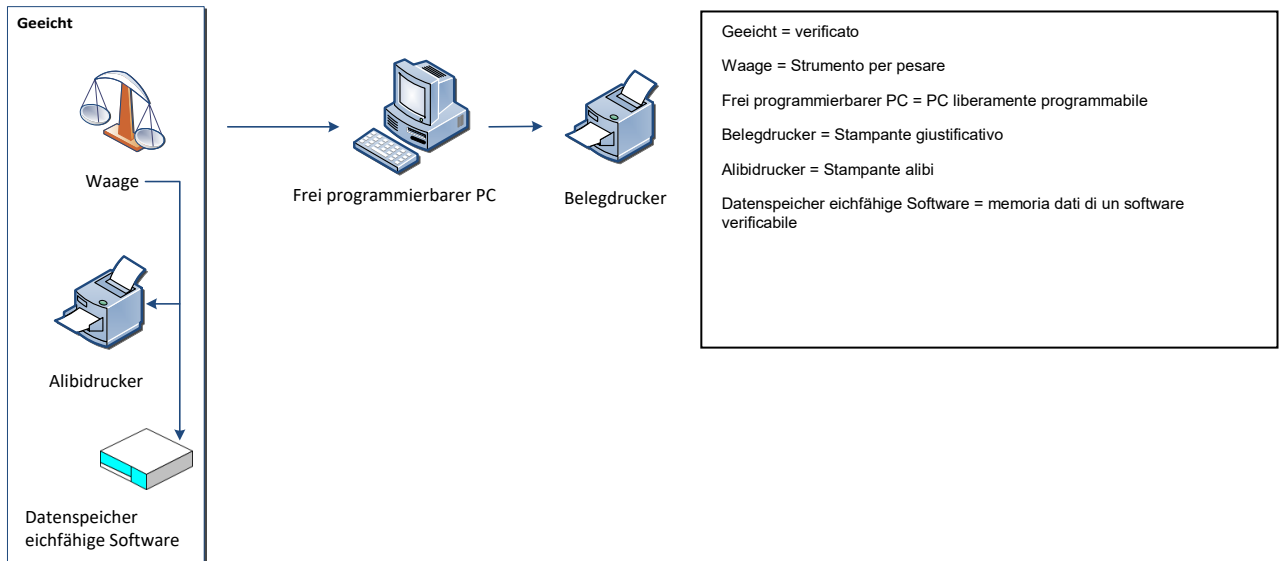 Geeicht
Waage
Frei programmierbarer PC
Belegdrucker
Alibidrucker
Datenspeicher
eichfähige Software
Geeicht = verificato
Waage = Strumento per pesare
Frei programmierbarer PC = PC liberamente programmabile
Belegdrucker = Stampante giustificativo
Alibidrucker = Stampante alibi
Datenspeicher eichfähige Software = memoria dati di un software
verificabile